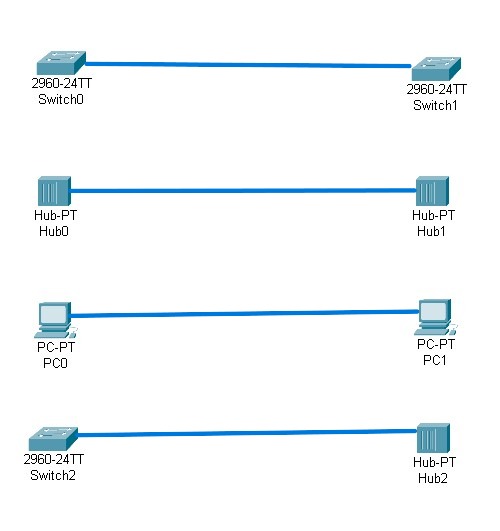 2960-24TT
Switch0
2960-24TT
Switch1
Hub-PT
Hub0
Hub-PT
Hub1
PC-PT
PC0
PC-PT
PC1
2960-24TT
Switch2
Hub-PT
Hub2